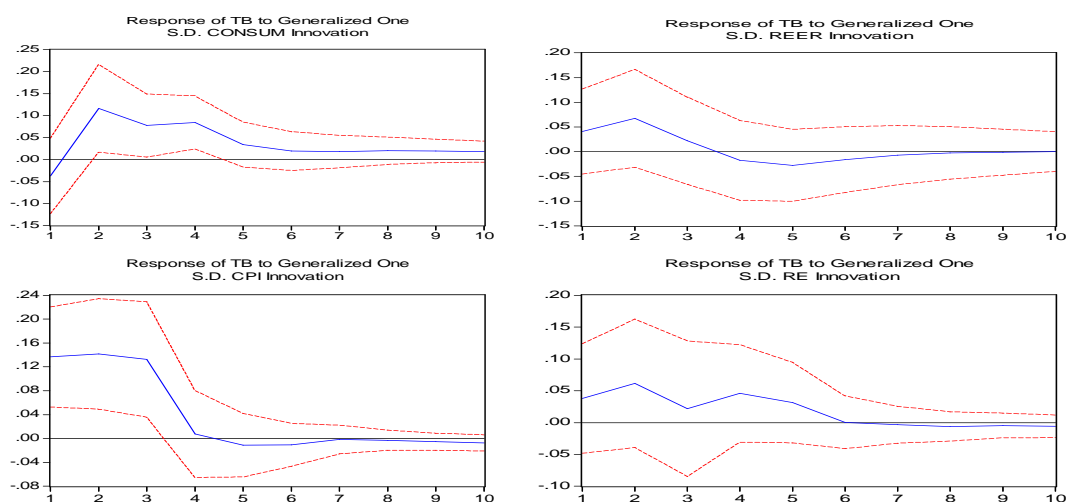 Response of TB to Generalized One
S.D. CONSUM Innovation
.25
.20
.15
.10
.05
.00
-.05
-.10
-.15
1 2 3 4 5 6 7 8 9 10
Response of TB to Generalized One
S.D. REER Innovation
.20
.15
.10
.05
.00
-.05
-.10
-.15
1 2 3 4 5 6 7 8 9 10
Response of TB to Generalized One
S.D. CPI Innovation
.24
.20
.16
.12
.08
.04
.00
-.04
-.08
1 2 3 4 5 6 7 8 9 10
Response of TB to Generalized One
S.D. RE Innovation
.20
.15
.10
.05
.00
-.05
-.10
1 2 3 4 5 6 7 8 9 10